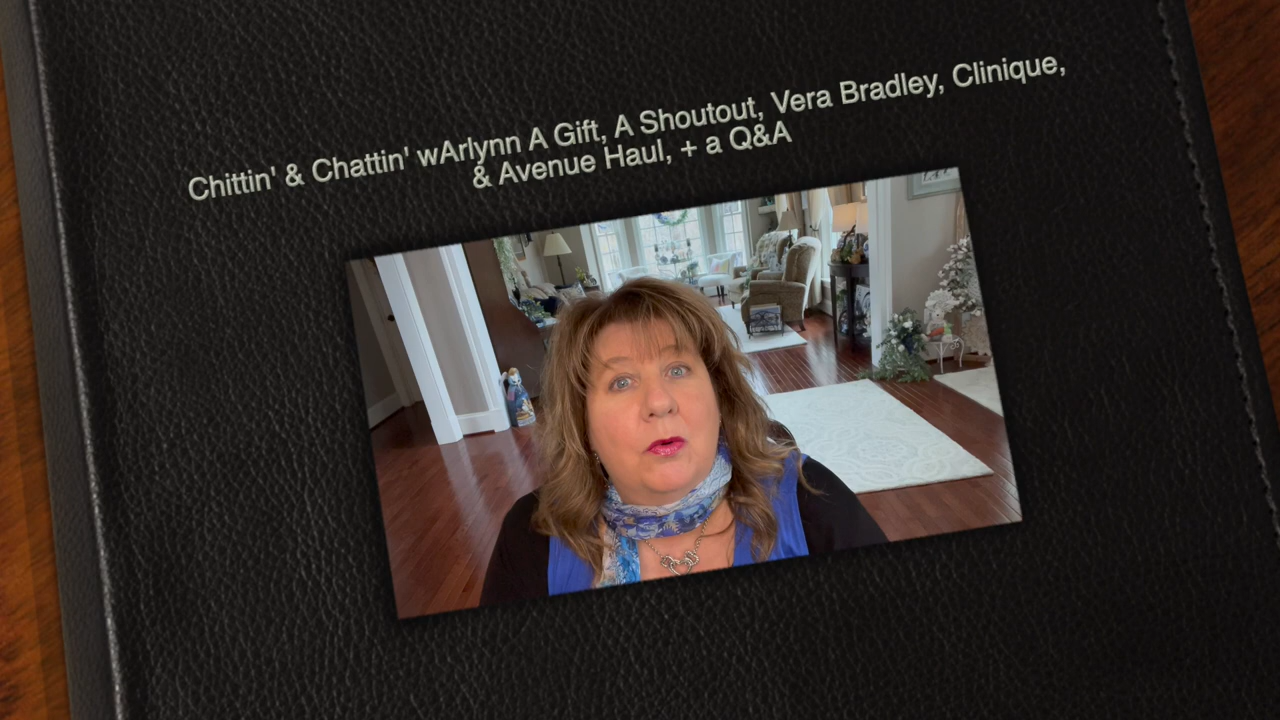 Chittin' & Chattin' wArlynn A Gift, A Shoutout, Vera Bradley, Clinique,
& Avenue Haul, + a Q&A